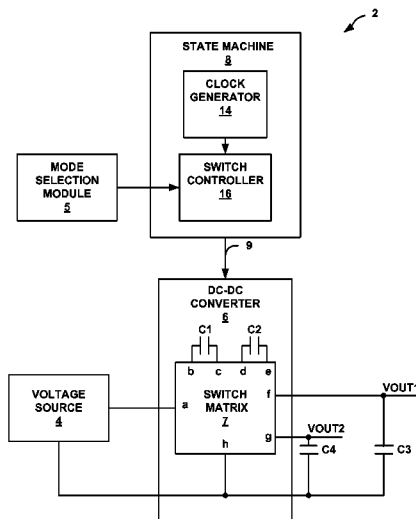 2
STATE MACHINE
8
CLOCK
GENERATOR
14
MODE
SELECTION
MODULE
5
SWITCH
CONTROLLER
16
9
DC-DC
CONVERTER
6
C1 C2
b c d e
VOLTAGE
SOURCE
4
a
SWITCH
MATRIX
7
h
f
g
VOUT1
VOUT2
C4
C3